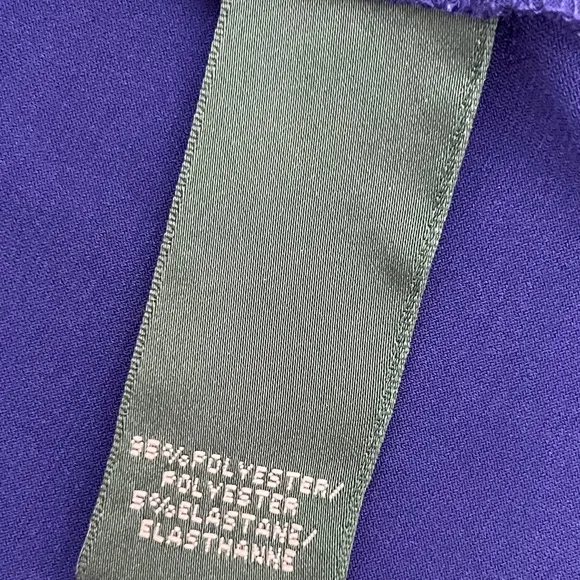 95%POLYESTER/
POLYESTER
5%ELASTANE/
ELASTHANNE